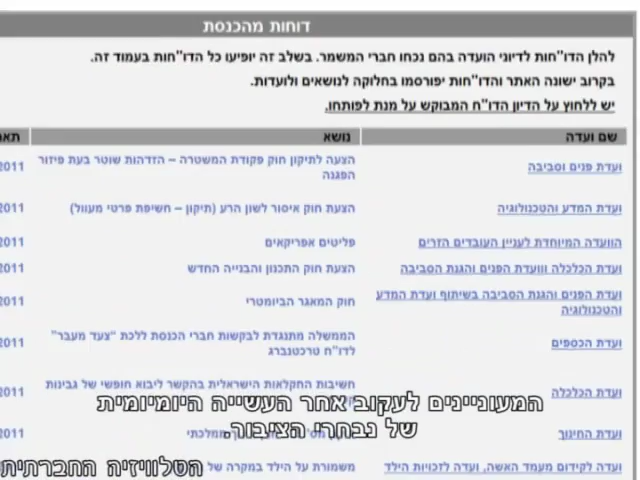 דוחות מהכנסת
להלן הדו"חות לדיוני הועדה בהם נכחו חברי המשמר. בשלב זה יופיעו כל הדו"חות בעמוד זה.
בקרוב ישונה האתר והדו"חות יפורסמו בחלוקה לנושאים ולועדות.
יש ללחוץ על הדיון הדו"ח המבוקש על מנת לפותחו.
שם ועדה נושא תאר
ועדת פנים וסביבה הצעה לתיקון חוק פקודת המשטרה – הזדהות שוטר בעת פיזור 2011
הפגנה
ועדת המדע והטכנולוגיה הצעת חוק איסור לשון הרע (תיקון – חשיפת פרטי מעוול) 2011
הוועדה המיוחדת לעניין העובדים הזרים פליטים אפריקאים 2011
ועדת הכלכלה וועדת הפנים והגנת הסביבה הצעת חוק התכנון והבנייה החדש 2011
ועדת הפנים והגנת הסביבה בשיתוף ועדת המדע חוק המאגר הביומטרי 2011
והטכנולוגיה
ועדת הכספים הממשלה מתנגדת לבקשות חברי הכנסת ללכת "צעד מעבר" 2011
לדו"ח טרכטנברג
ועדת הכלכלה חשיבות החקלאות הישראלית בהקשר ליבוא חופשי של גבינות 2011
המעוניינים לעקוב אחר העשייה היומיומית
של נבחרי הציבור.
ועדת החינוך ממלכתי 2011
ועדה לקידום מעמד האשה, ועדה לזכויות הילד משמורת על הילד במקרה של
הטלוויזיה החברתית